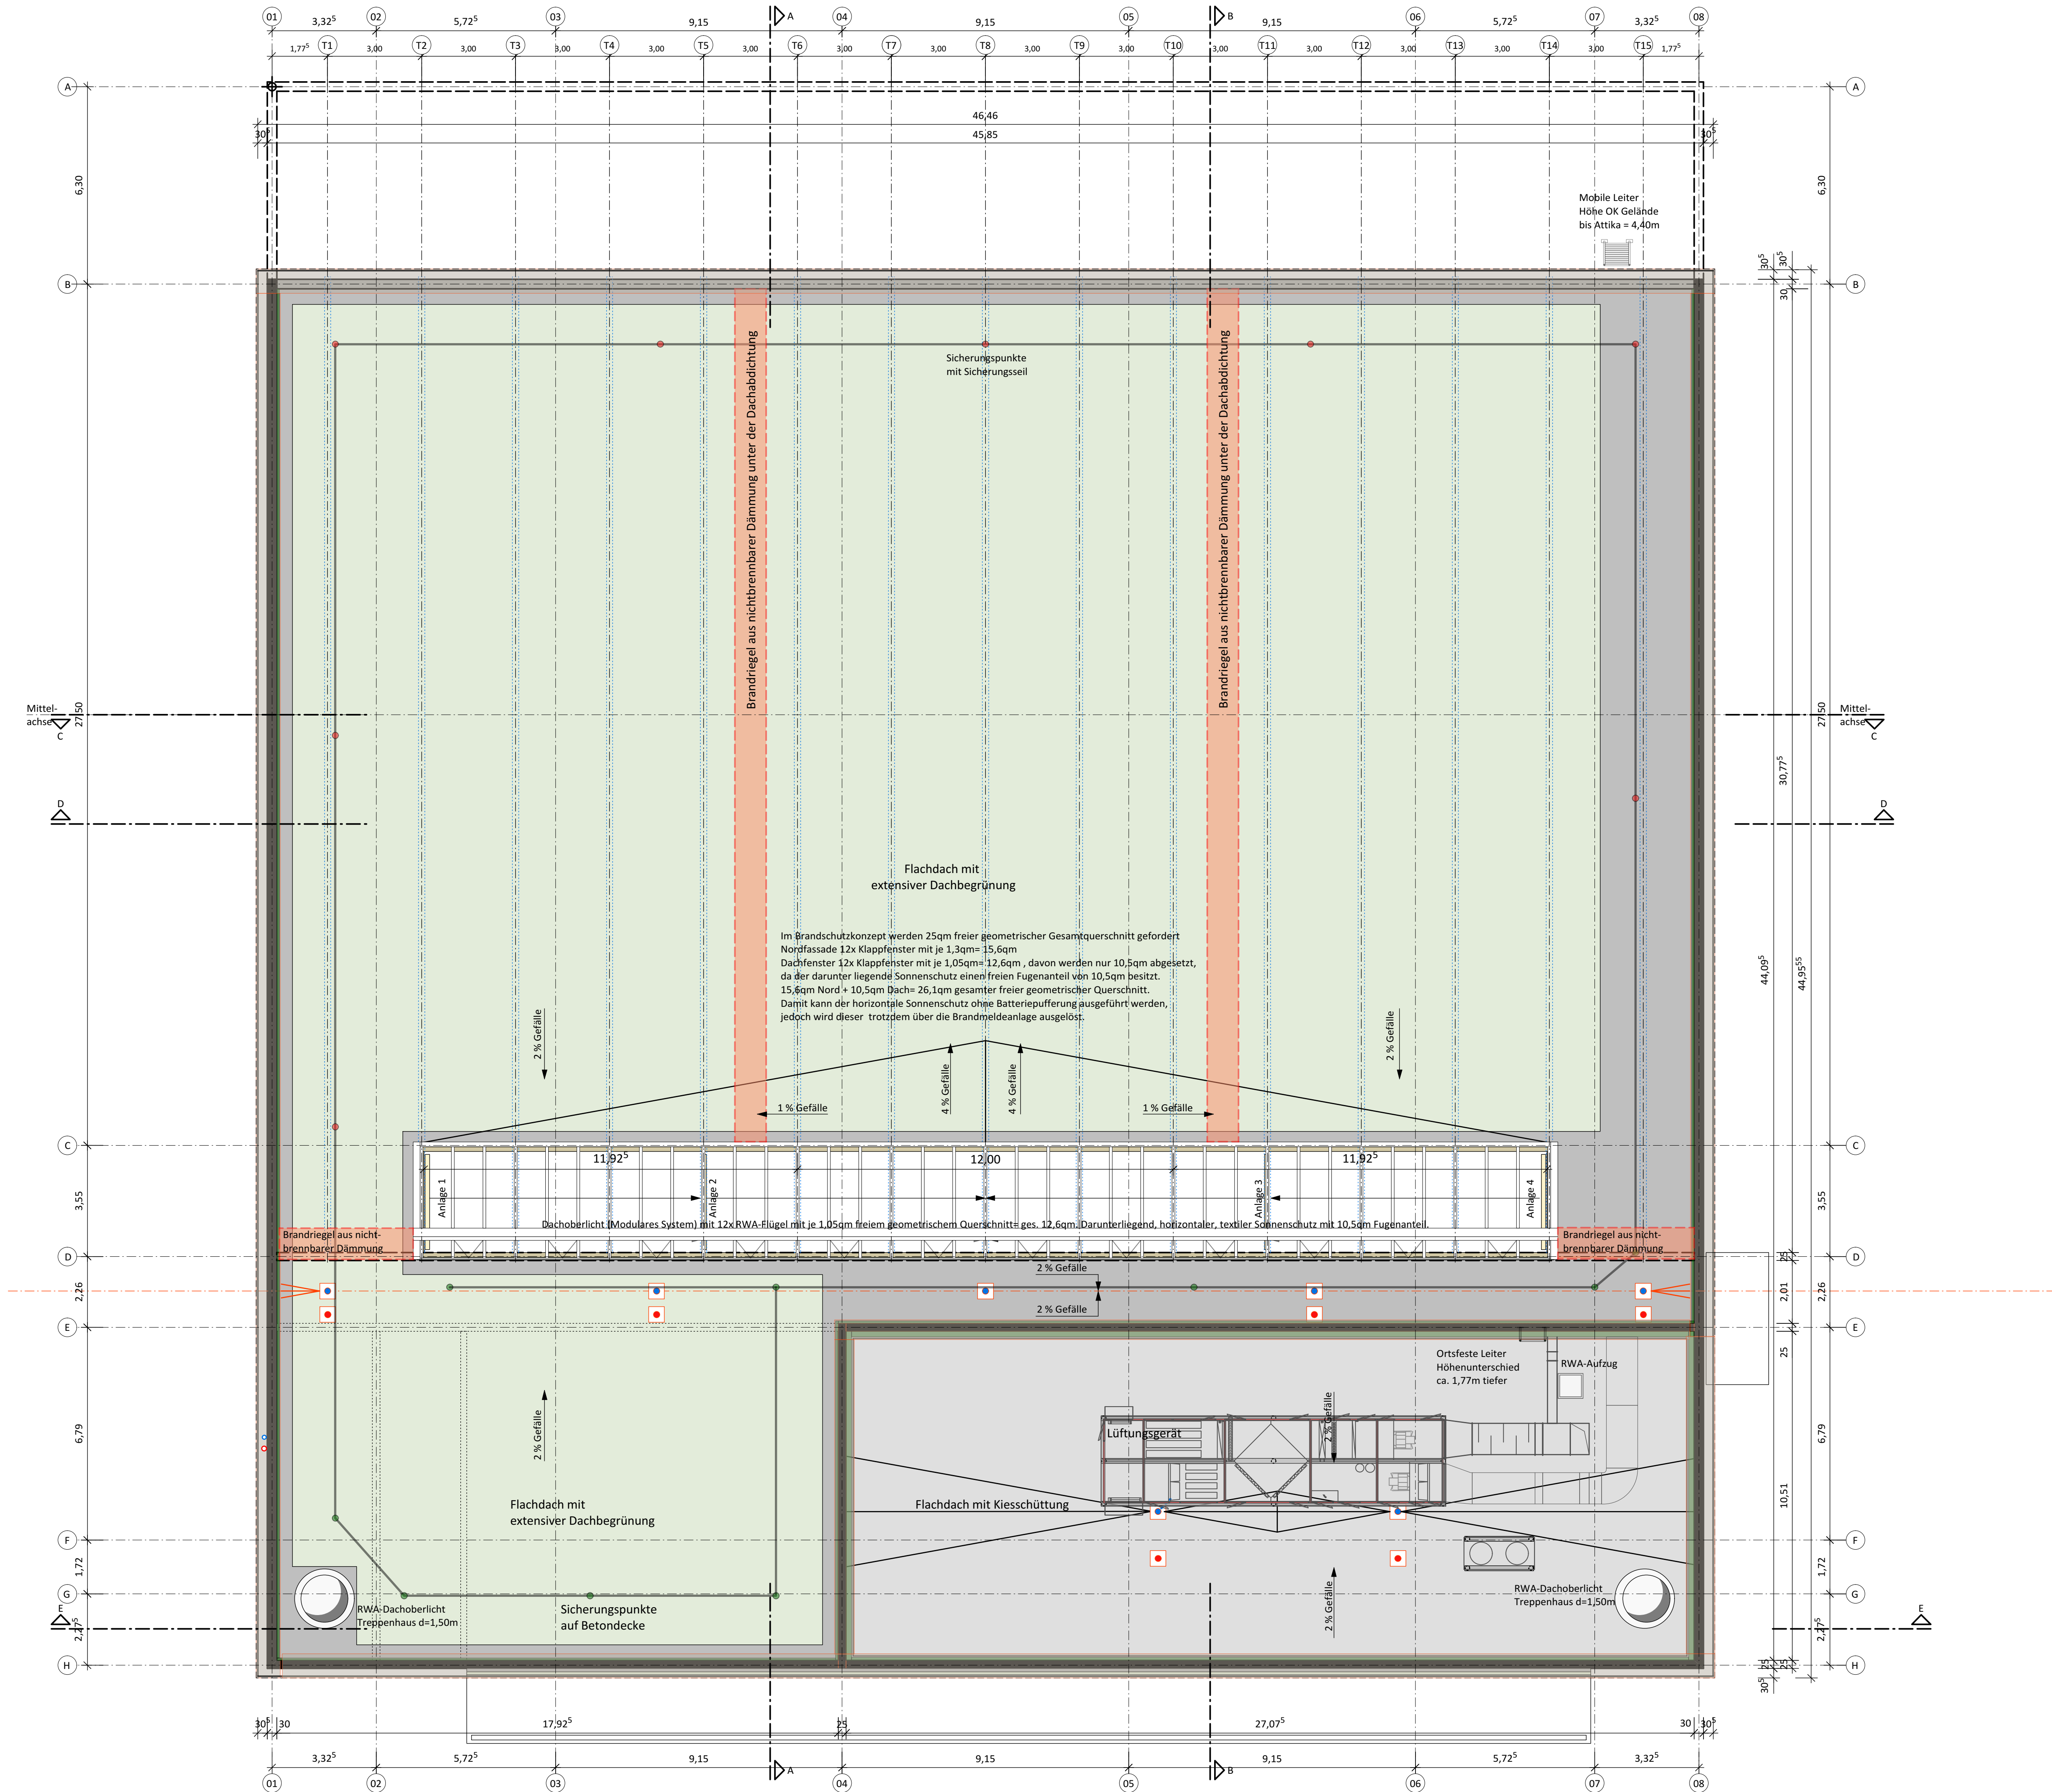 01 02 03 04 05 06 07 08
3,32⁵ 5,72⁵ 9,15 A 9,15 9,15 B 5,72⁵ 3,32⁵
T1 T2 T3 T4 T5 T6 T7 T8 T9 T10 T11 T12 T13 T14 T15
1,77⁵ 3,00 3,00 3,00 3,00 3,00 3,00 3,00 3,00 3,00 3,00 3,00 3,00 3,00 3,00 1,77⁵
A A
46,46
30⁵ 45,85 30⁵
6,30 6,30
Mobile Leiter
Höhe OK Gelände
bis Attika = 4,40m
B B
30⁵ 30⁵
30
Brandriegel aus nichtbrennbarer Dämmung unter der Dachabdichtung
Brandriegel aus nichtbrennbarer Dämmung unter der Dachabdichtung
Sicherungspunkte
mit Sicherungsseil
Mittel-
achse
C
27,50
Mittel-
achse
C
27,50
30,77⁵
D D
Flachdach mit
extensiver Dachbegrünung
Im Brandschutzkonzept werden 25qm freier geometrischer Gesamtquerschnitt gefordert
Nordfassade 12x Klappfenster mit je 1,3qm= 15,6qm
Dachfenster 12x Klappfenster mit je 1,05qm= 12,6qm , davon werden nur 10,5qm abgesetzt,
da der darunter liegende Sonnenschutz einen freien Fugenanteil von 10,5qm besitzt.
15,6qm Nord + 10,5qm Dach= 26,1qm gesamter freier geometrischer Querschnitt.
Damit kann der horizontale Sonnenschutz ohne Batteriepufferung ausgeführt werden,
jedoch wird dieser trotzdem über die Brandmeldeanlage ausgelöst.
44,09⁵ 44,95⁵⁵
2 % Gefälle 2 % Gefälle
4 % Gefälle 4 % Gefälle
1 % Gefälle 1 % Gefälle
C C
11,92⁵ 12,00 11,92⁵
3,55 3,55
Anlage 1 Anlage 2 Anlage 3 Anlage 4
Dachoberlicht (Modulares System) mit 12x RWA-Flügel mit je 1,05qm freiem geometrischem Querschnitt= ges. 12,6qm. Darunterliegend, horizontaler, textiler Sonnenschutz mit 10,5qm Fugenanteil.
Brandriegel aus nicht-
brennbarer Dämmung
Brandriegel aus nicht-
brennbarer Dämmung
D D
25
2 % Gefälle
2,26 2,01 2,26
2 % Gefälle
E E
25
Ortsfeste Leiter
Höhenunterschied
ca. 1,77m tiefer
RWA-Aufzug
6,79 6,79
2 % Gefälle 2 % Gefälle
Lüftungsgerät
10,51
Flachdach mit
extensiver Dachbegrünung
Flachdach mit Kiesschüttung
F F
1,72 1,72
G G
2 % Gefälle
RWA-Dachoberlicht
Treppenhaus d=1,50m
Sicherungspunkte
auf Betondecke
RWA-Dachoberlicht
Treppenhaus d=1,50m
E E
2,27⁵ 2,27⁵
H H
25 25
30⁵
30⁵ 30 17,92⁵ 25 27,07⁵ 30 30⁵
3,32⁵ 5,72⁵ 9,15 9,15 9,15 5,72⁵ 3,32⁵
A B
01 02 03 04 05 06 07 08